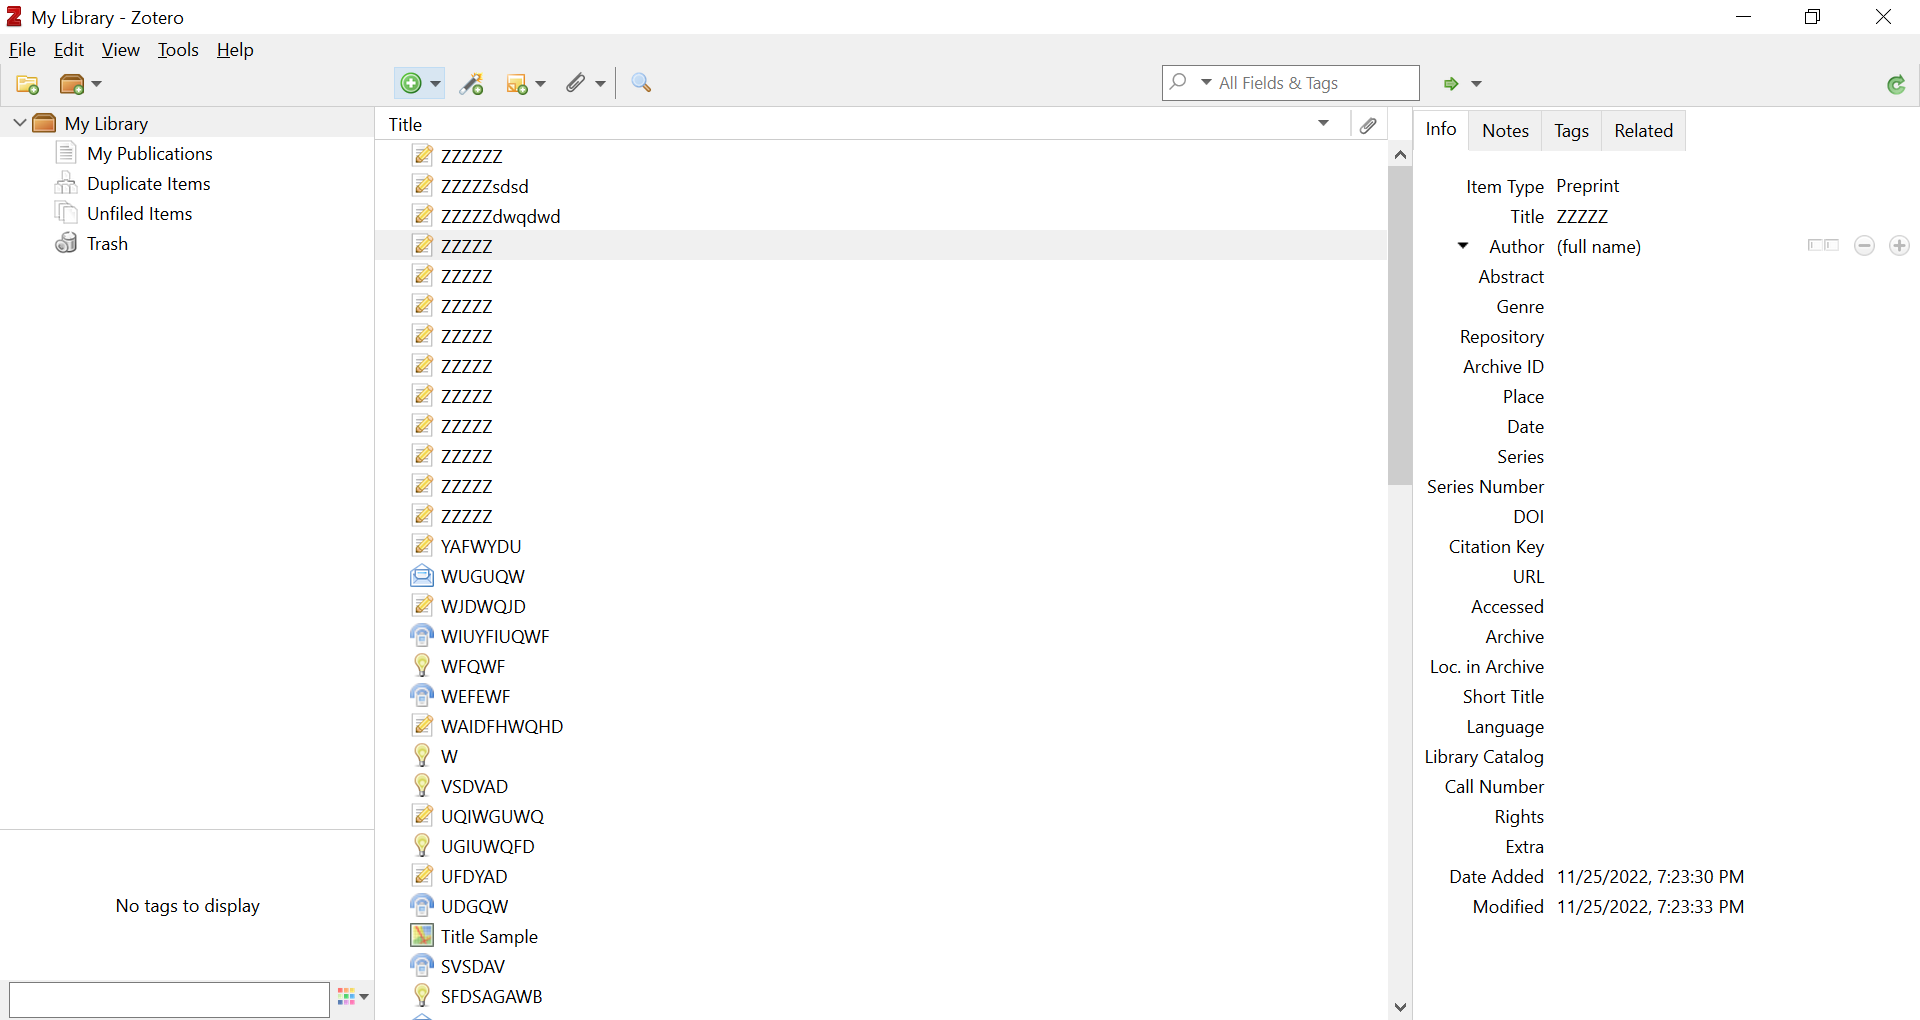 My Library - Zotero
File Edit View Tools Help
All Fields & Tags
My Library
My Publications
Duplicate Items
Unfiled Items
Trash
No tags to display
Title
ZZZZZZ
ZZZZZsdsd
ZZZZZdwqdwd
ZZZZZ
ZZZZZ
ZZZZZ
ZZZZZ
ZZZZZ
ZZZZZ
ZZZZZ
ZZZZZ
ZZZZZ
ZZZZZ
YAFWYDU
WUGUQW
WJDWQJD
WIUYFIUQWF
WFQWF
WEFEWF
WAIDFHWQHD
W
VSDVAD
UQIWGUWQ
UGIUWQFD
UFDYAD
UDGQW
Title Sample
SVSDAV
SFDSAGAWB
Info Notes Tags Related
Item Type Preprint
Title ZZZZZ
Author (full name)
Abstract
Genre
Repository
Archive ID
Place
Date
Series
Series Number
DOI
Citation Key
URL
Accessed
Archive
Loc. in Archive
Short Title
Language
Library Catalog
Call Number
Rights
Extra
Date Added 11/25/2022, 7:23:30 PM
Modified 11/25/2022, 7:23:33 PM